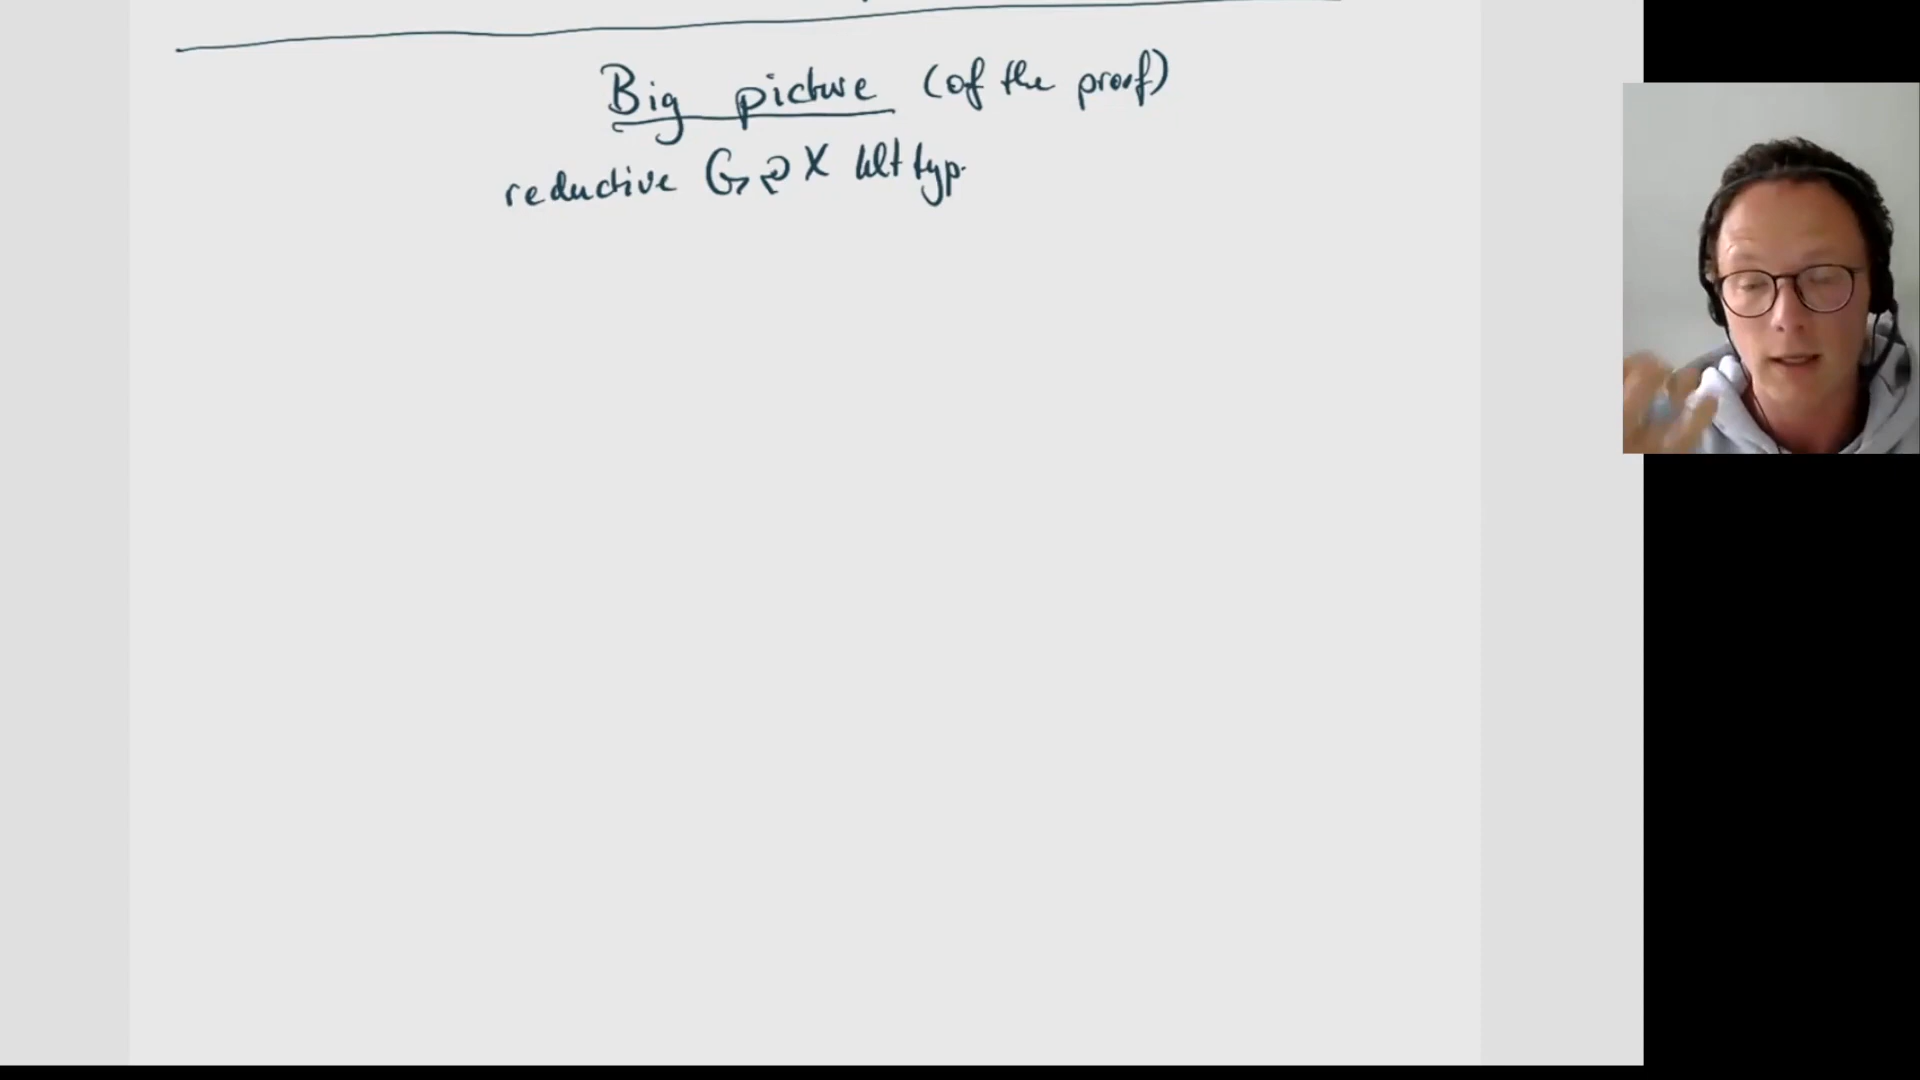 Big picture (of the proof)
reductive G ⤾ X klt typ.